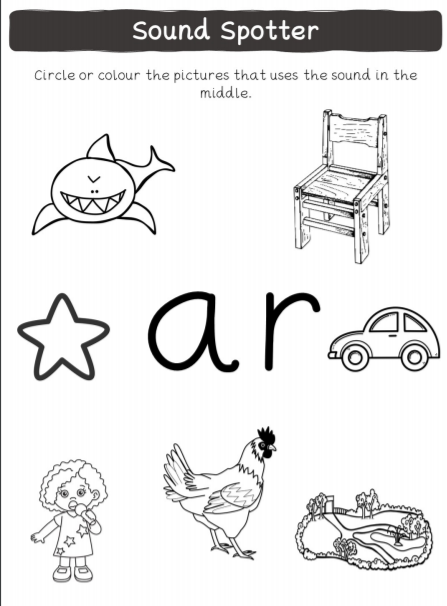 Sound Spotter
Circle or colour the pictures that uses the sound in the
middle.
ar